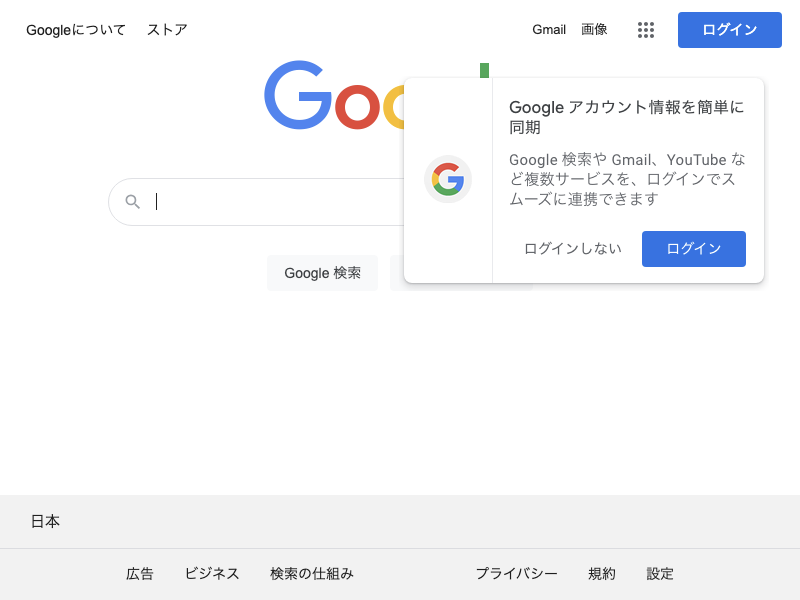 Googleについて ストア Gmail 画像 ログイン
Google アカウント情報を簡単に
同期
Google 検索や Gmail、YouTube な
ど複数サービスを、ログインでス
ムーズに連携できます
ログインしない ログイン
Google 検索
日本
広告 ビジネス 検索の仕組み プライバシー 規約 設定